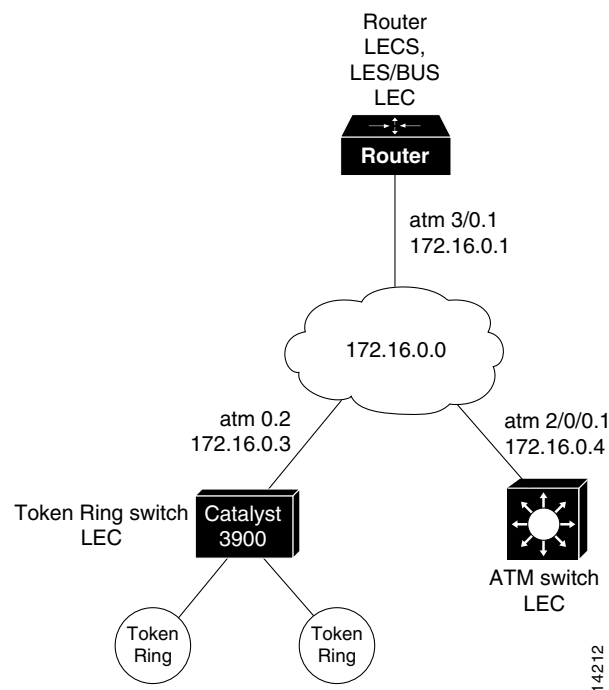 Router
LECS,
LES/BUS
LEC
Router
atm 3/0.1
172.16.0.1
172.16.0.0
atm 0.2
172.16.0.3
atm 2/0/0.1
172.16.0.4
Token Ring switch
LEC
Catalyst
3900
ATM switch
LEC
Token
Ring
Token
Ring
14212